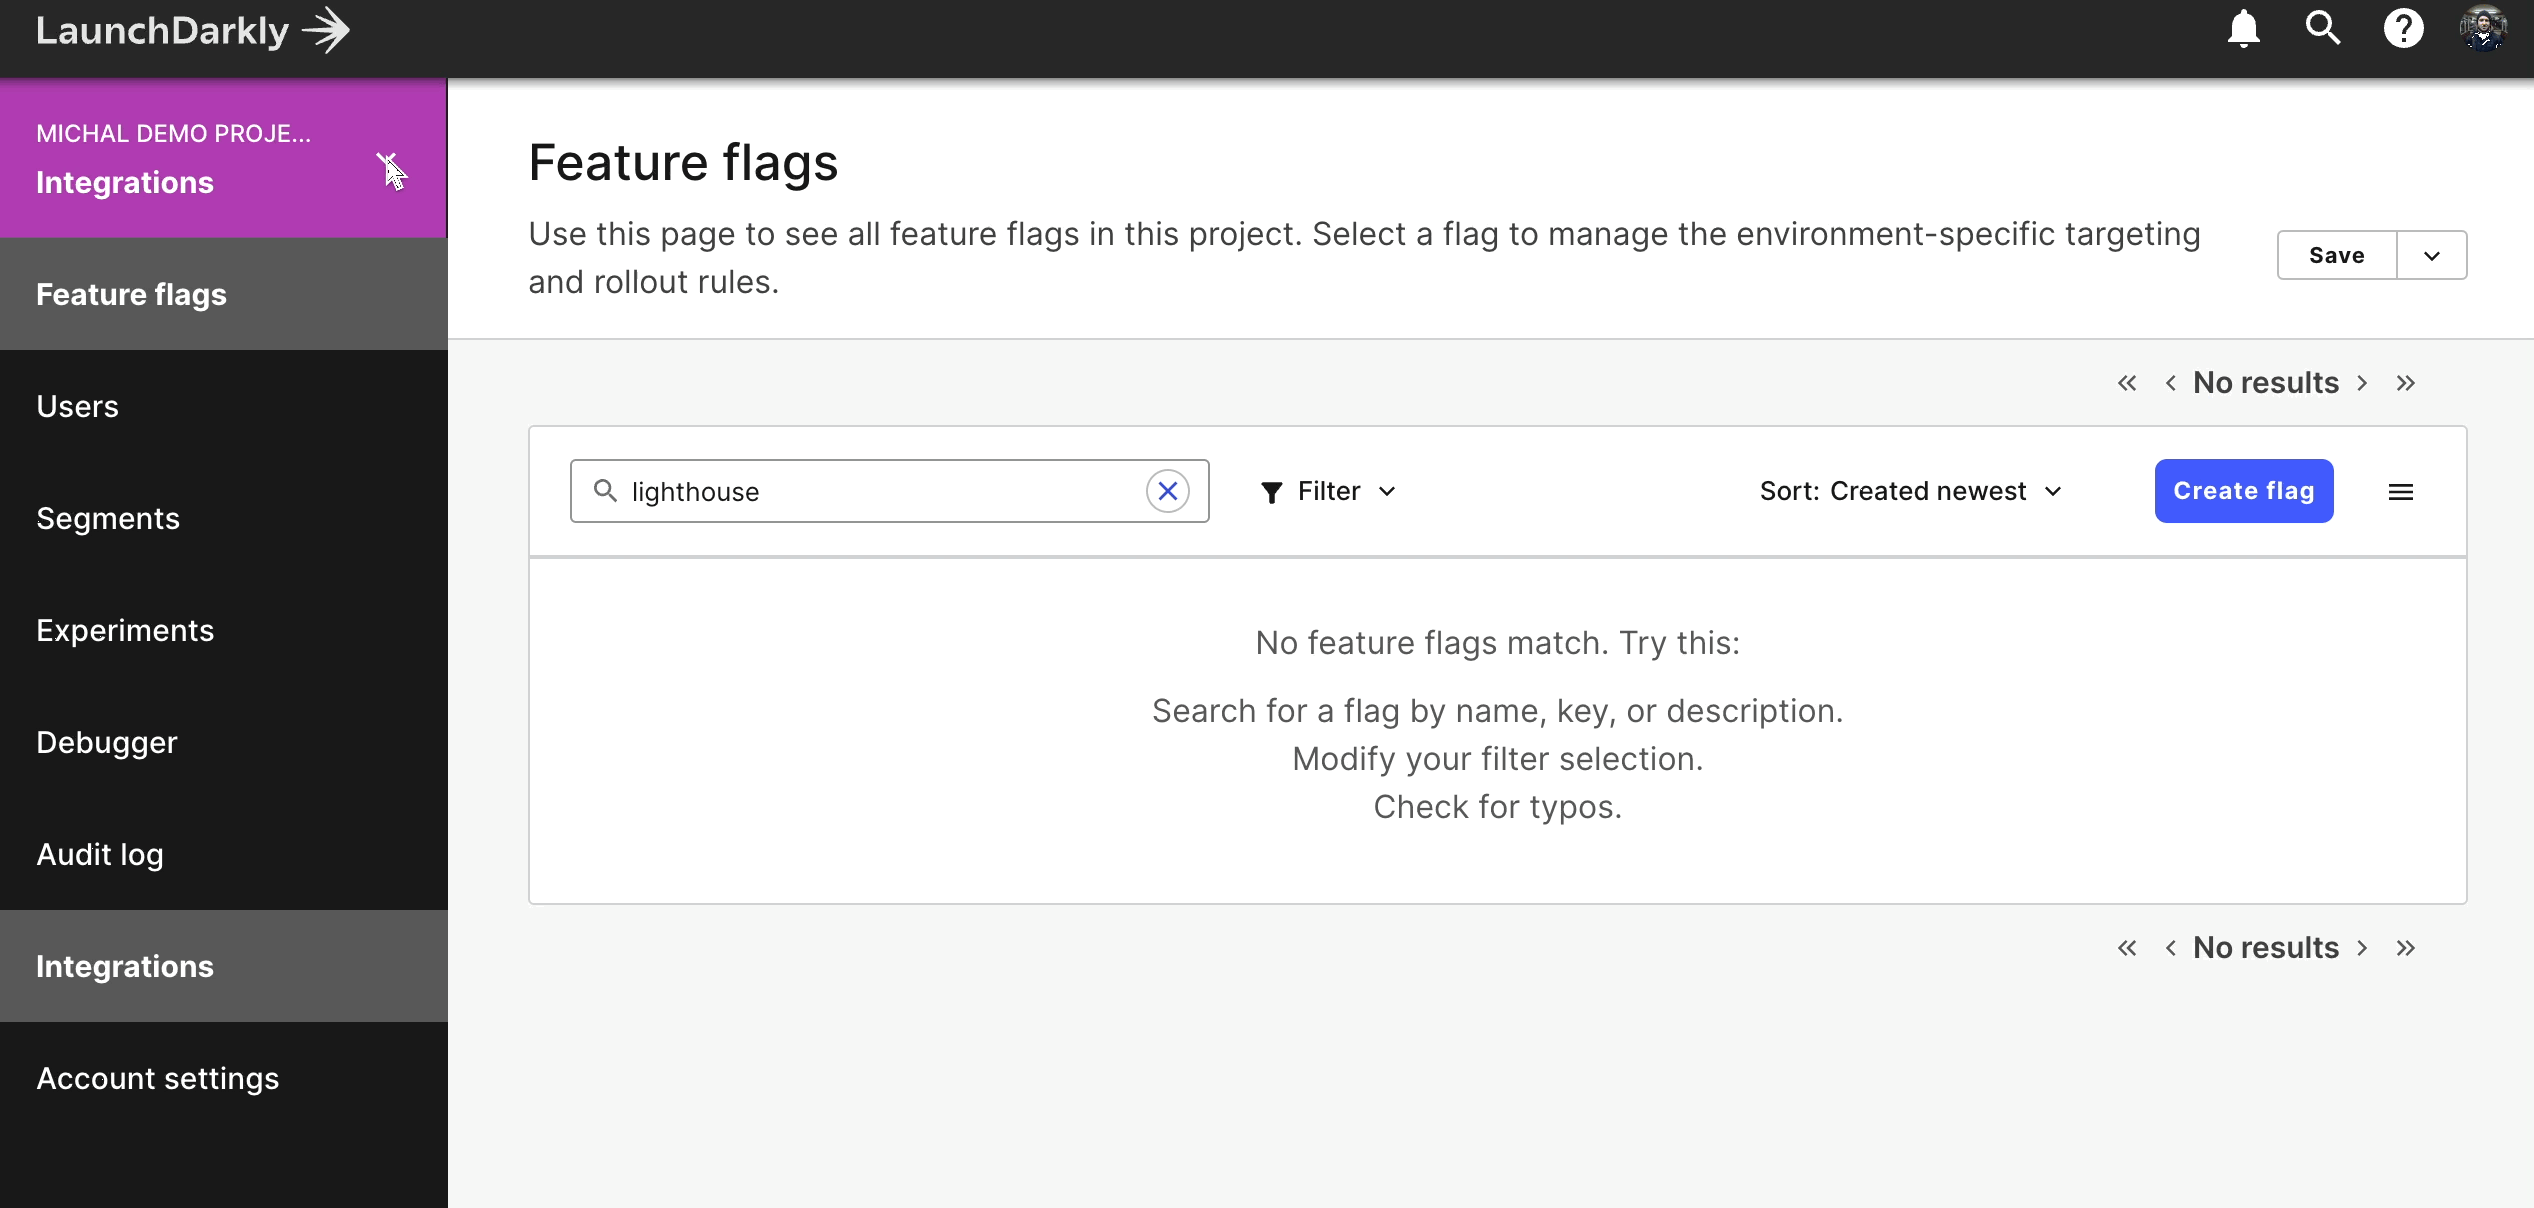 LaunchDarkly
MICHAL DEMO PROJE...
Integrations
Feature flags
Users
Segments
Experiments
Debugger
Audit log
Integrations
Account settings
Feature flags
Use this page to see all feature flags in this project. Select a flag to manage the environment-specific targeting
and rollout rules.
Save
No results
lighthouse
Filter
Sort: Created newest
Create flag
No feature flags match. Try this:
Search for a flag by name, key, or description.
Modify your filter selection.
Check for typos.
No results